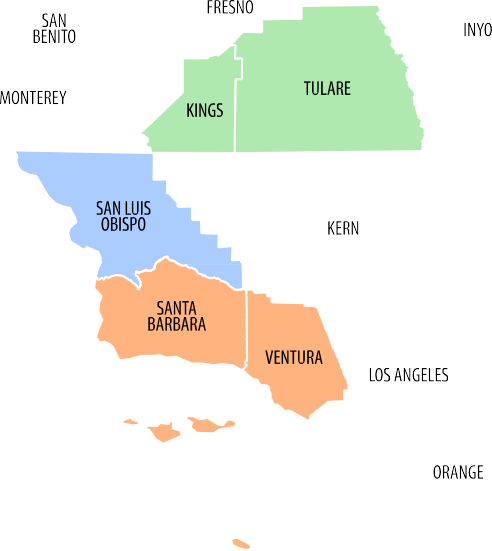 FRESNO
SAN
BENITO
INYO
MONTEREY
TULARE
KINGS
SAN LUIS
OBISPO
KERN
SANTA
BARBARA
VENTURA
LOS ANGELES
ORANGE